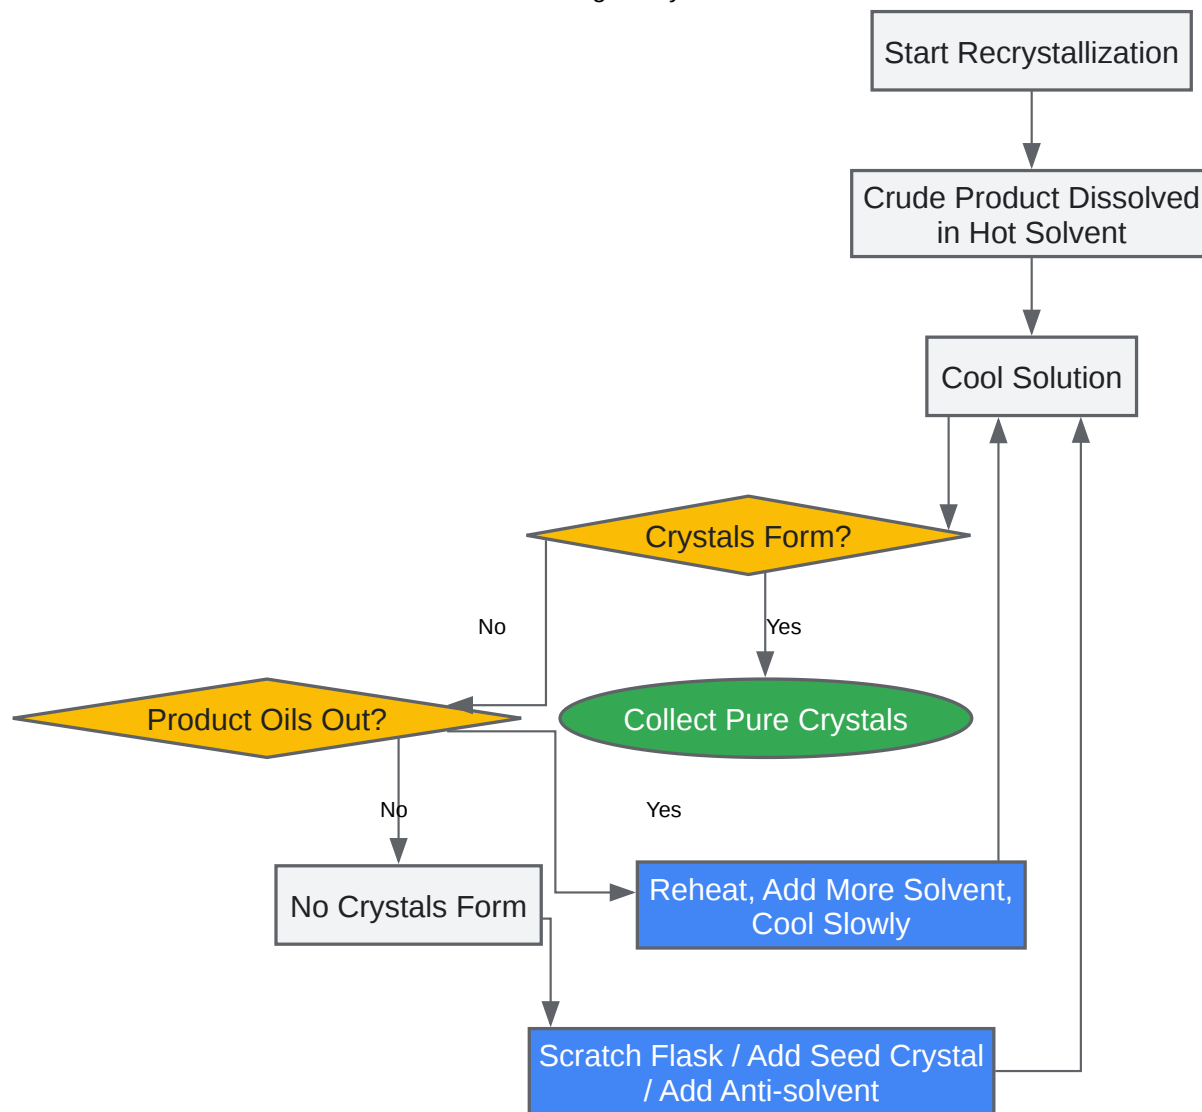 Start Recrystallization
Crude Product Dissolved
in Hot Solvent
Cool Solution
Crystals Form?
No
Yes
Product Oils Out?
Collect Pure Crystals
No
Yes
No Crystals Form
Reheat, Add More Solvent,
Cool Slowly
Scratch Flask / Add Seed Crystal
/ Add Anti-solvent